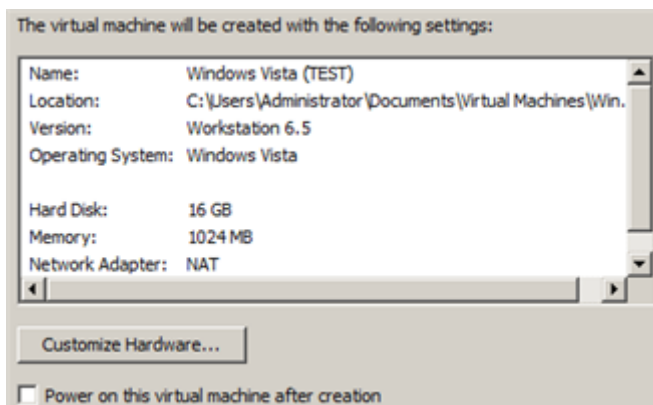 The virtual machine will be created with the following settings:
Name: Windows Vista (TEST)
Location: C:\Users\Administrator\Documents\Virtual Machines\Win.
Version: Workstation 6.5
Operating System: Windows Vista
Hard Disk: 16 GB
Memory: 1024 MB
Network Adapter: NAT
Customize Hardware...
Power on this virtual machine after creation